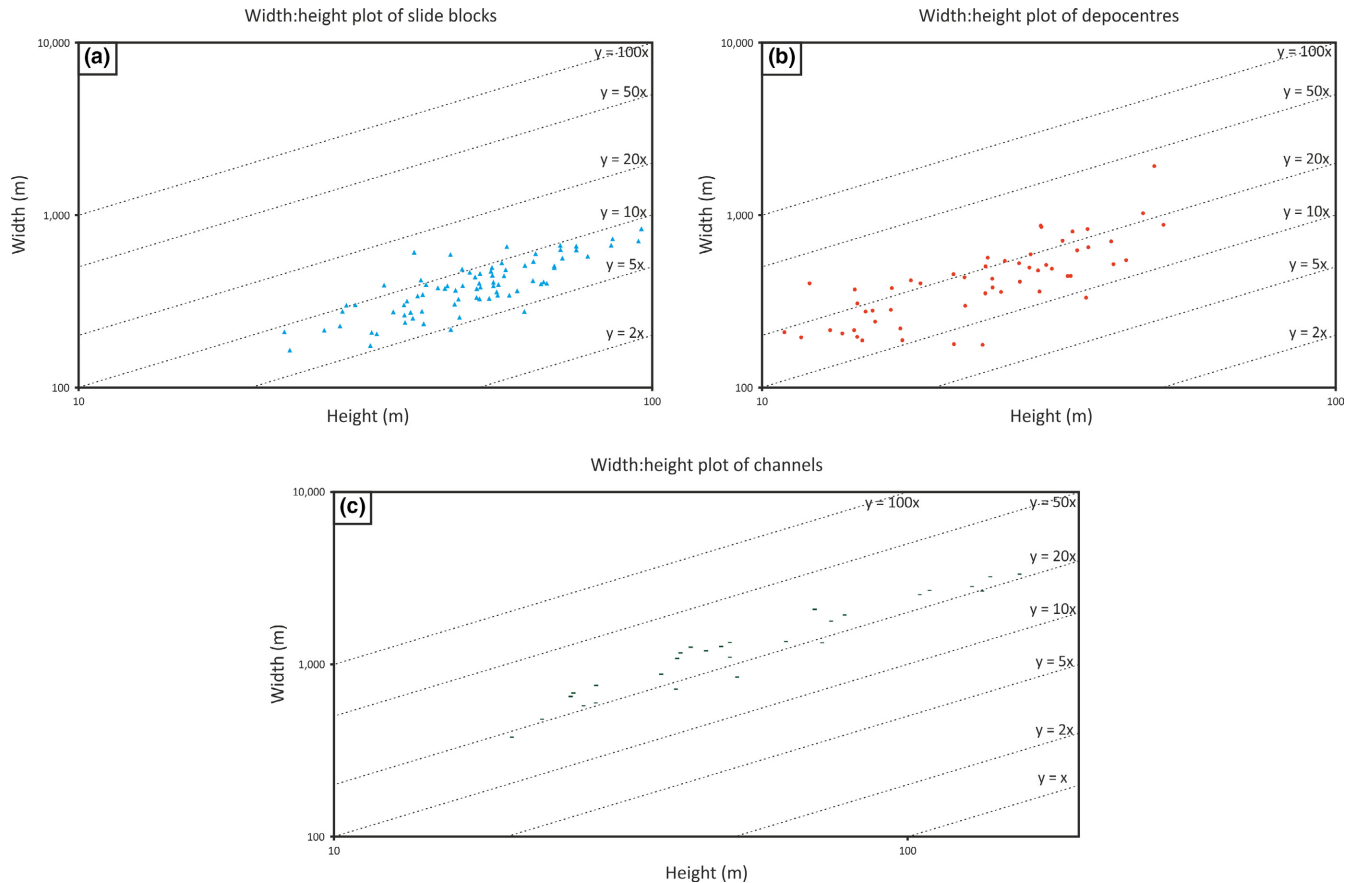 Width:height plot of slide blocks
(a)
10,000
1,000
100
10
100
Width (m)
Height (m)
y = 100x
y = 50x
y = 20x
y = 10x
y = 5x
y = 2x
Width:height plot of depocentres
(b)
10,000
1,000
100
10
100
Width (m)
Height (m)
y = 100x
y = 50x
y = 20x
y = 10x
y = 5x
y = 2x
Width:height plot of channels
(c)
10,000
1,000
100
10
100
Width (m)
Height (m)
y = 100x
y = 50x
y = 20x
y = 10x
y = 5x
y = 2x
y = x